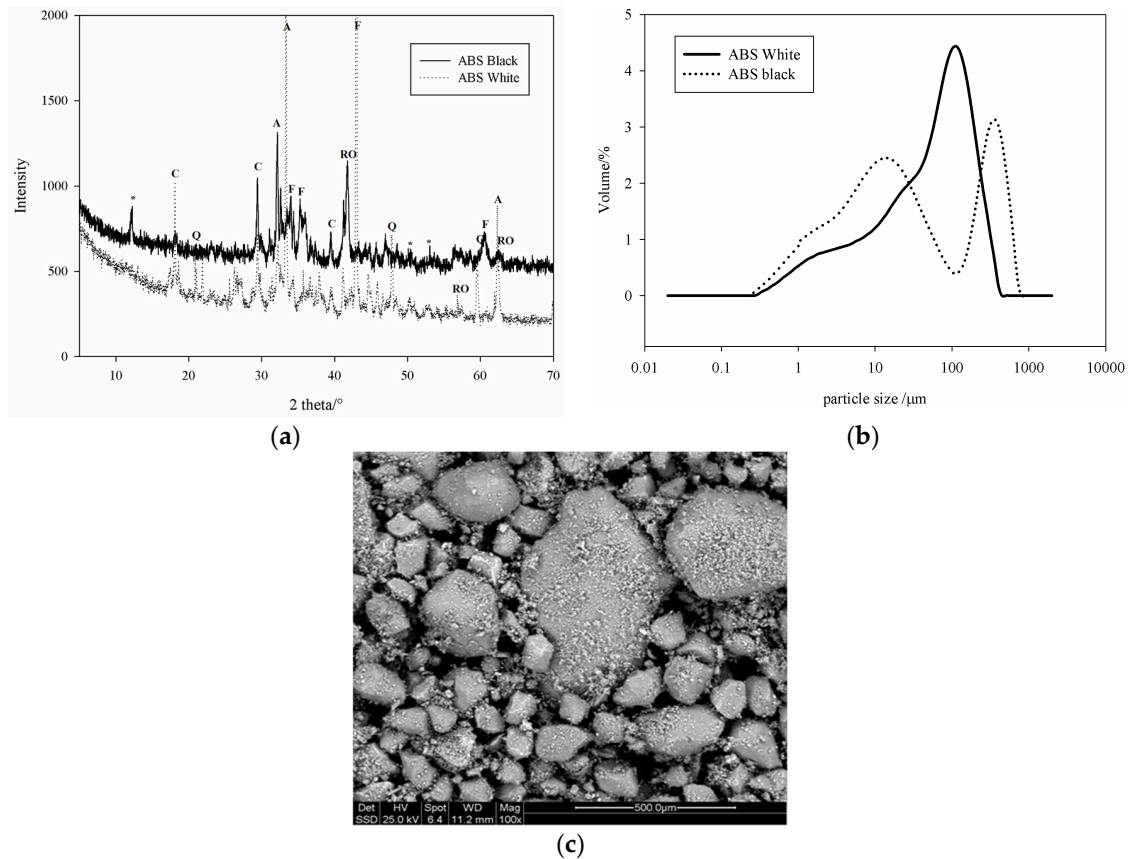 2000
1500
1000
500
0
Intensity
10
20
30
40
50
60
70
2 theta/°
ABS Black
ABS White
A
F
A
C
C
RO
F
F
*
Q
C
Q
*
*
F
Q
A
RO
RO
(a)
5
4
3
2
1
0
Volume/%
ABS White
ABS black
0.01
0.1
1
10
100
1000
10000
particle size /μm
(b)
Det HV Spot WD Mag 500.0μm
SSD 25.0 kV 6.4 11.2 mm 100x
(c)